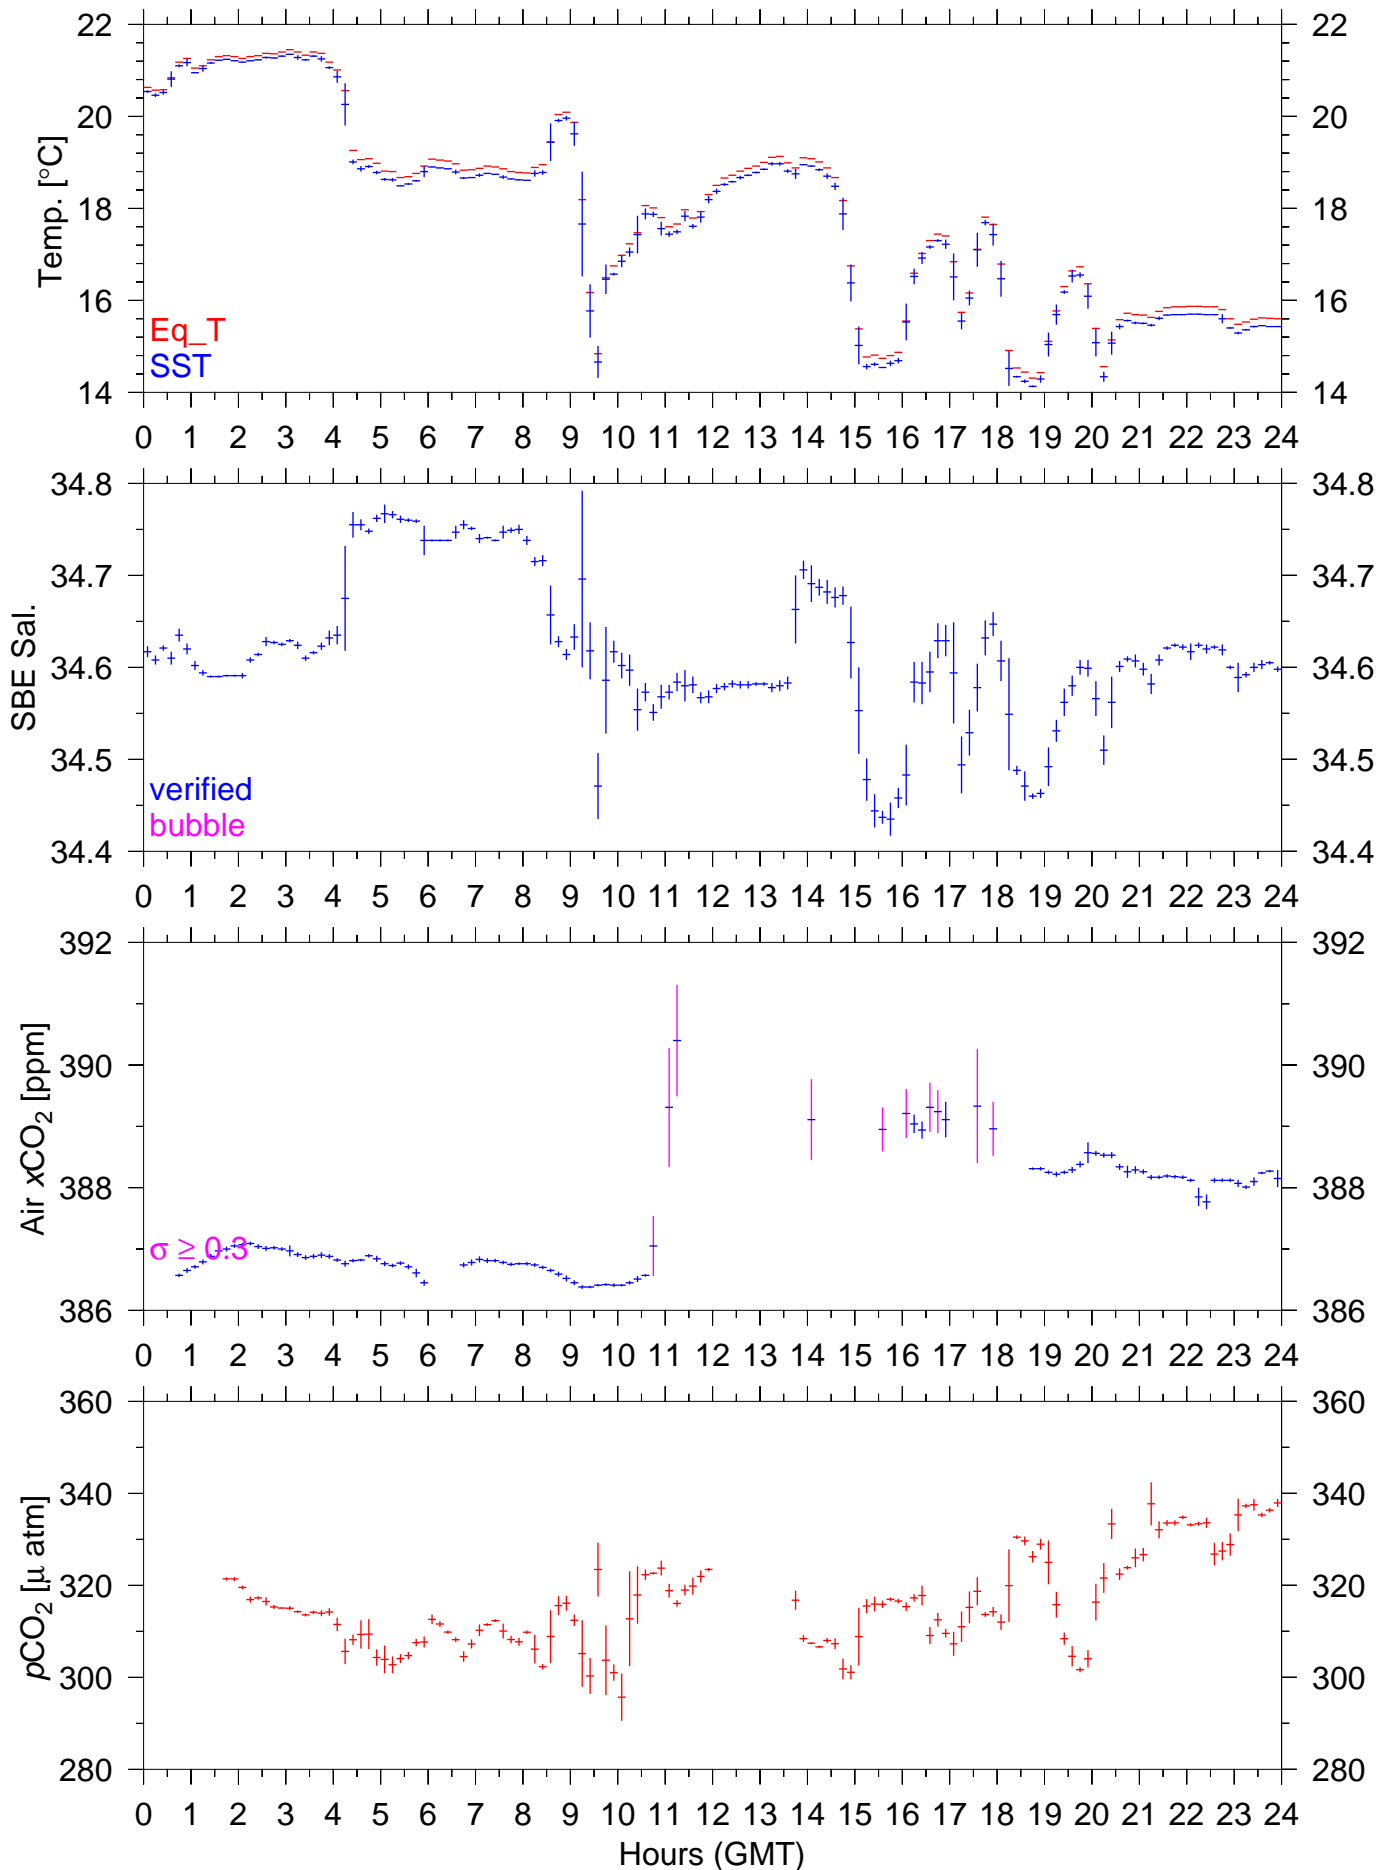 22 22
20 20
18 18
16 16
14 14
Temp. [°C]
Eq_T
SST
0 1 2 3 4 5 6 7 8 9 10 11 12 13 14 15 16 17 18 19 20 21 22 23 24
34.8 34.8
34.7 34.7
34.6 34.6
34.5 34.5
34.4 34.4
SBE Sal.
verified
bubble
0 1 2 3 4 5 6 7 8 9 10 11 12 13 14 15 16 17 18 19 20 21 22 23 24
392 392
390 390
388 388
386 386
Air xCO₂ [ppm]
σ ≥ 0.3
0 1 2 3 4 5 6 7 8 9 10 11 12 13 14 15 16 17 18 19 20 21 22 23 24
360 360
340 340
320 320
300 300
280 280
pCO₂ [μ atm]
0 1 2 3 4 5 6 7 8 9 10 11 12 13 14 15 16 17 18 19 20 21 22 23 24
Hours (GMT)